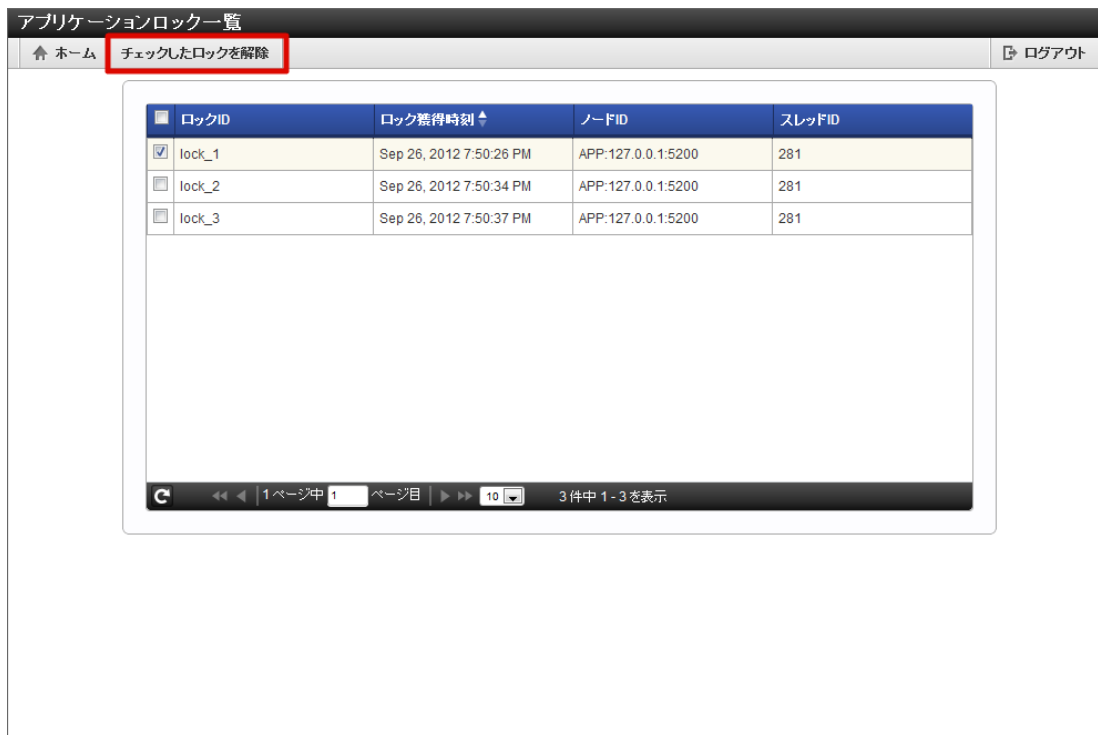 アプリケーションロック一覧
ホーム チェックしたロックを解除 ログアウト
ロックID ロック獲得時刻 ノードID スレッドID
lock_1 Sep 26, 2012 7:50:26 PM APP:127.0.0.1:5200 281
lock_2 Sep 26, 2012 7:50:34 PM APP:127.0.0.1:5200 281
lock_3 Sep 26, 2012 7:50:37 PM APP:127.0.0.1:5200 281
1 ページ中 1 ページ目 10 3 件中 1 - 3 を表示